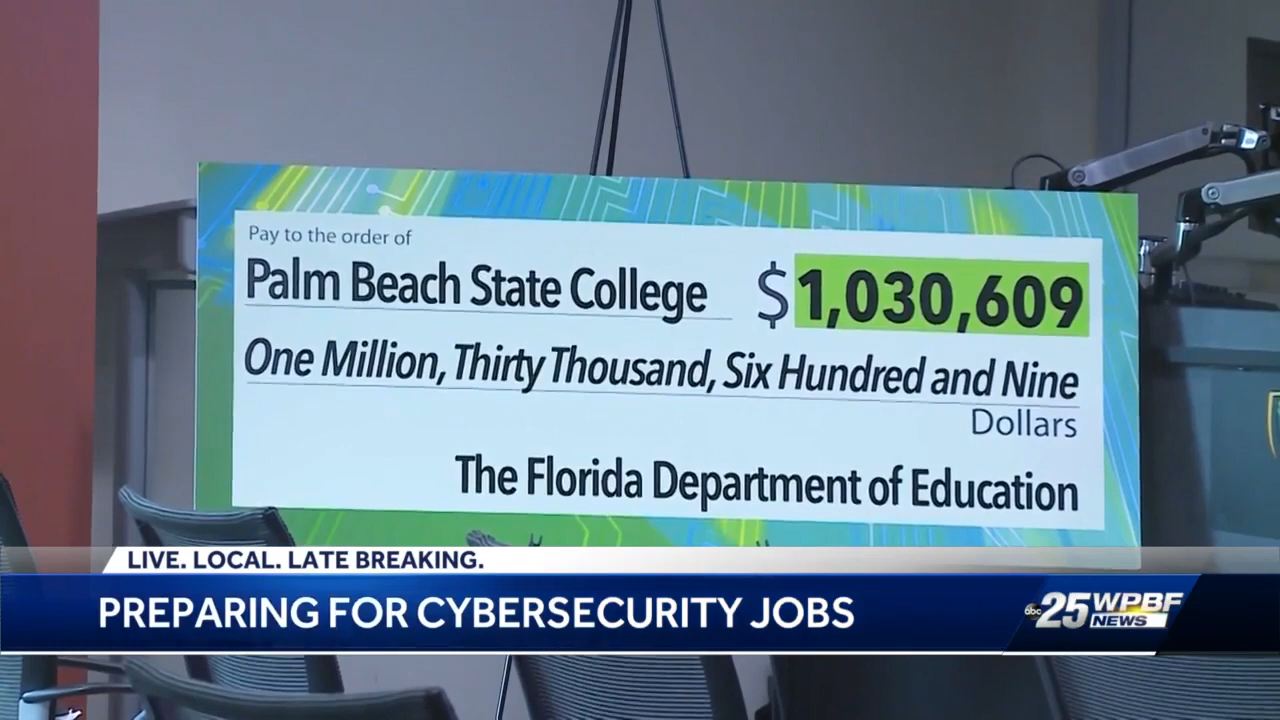 Pay to the order of
Palm Beach State College $1,030,609
One Million, Thirty Thousand, Six Hundred and Nine
Dollars
The Florida Department of Education
LIVE. LOCAL. LATE BREAKING.
PREPARING FOR CYBERSECURITY JOBS
abc 25 WPBF
NEWS